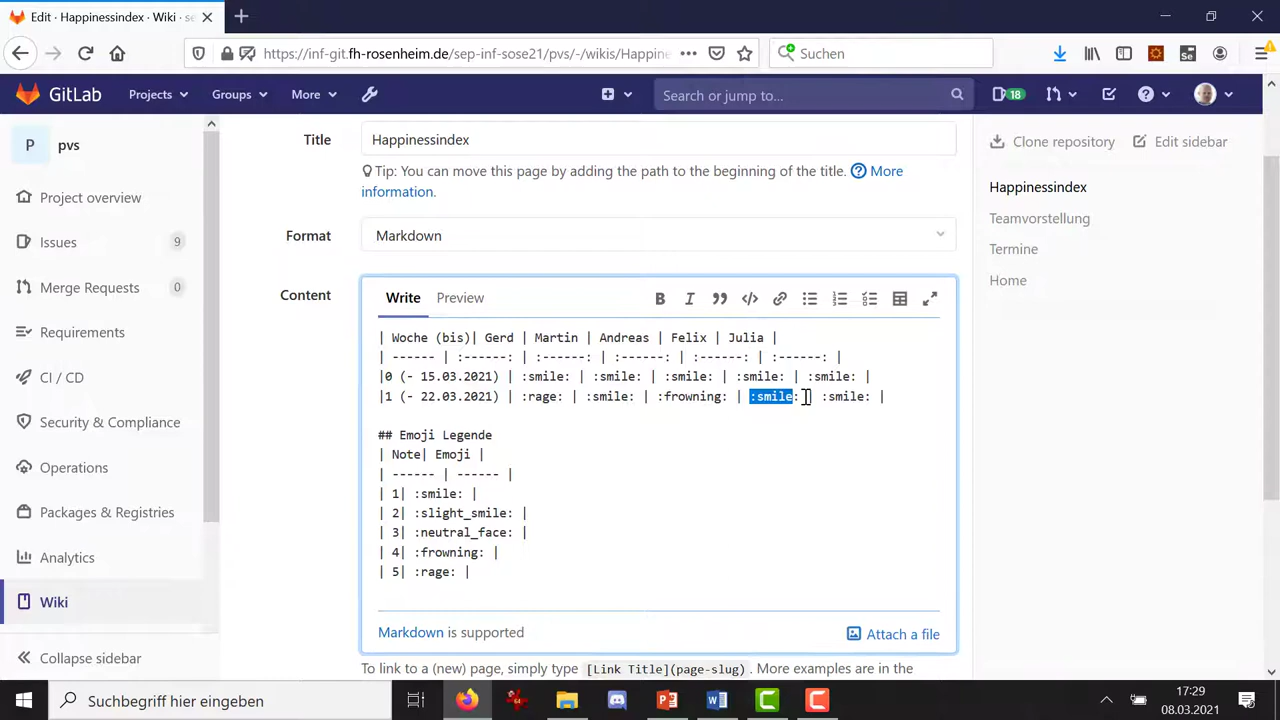 Edit · Happinessindex · Wiki · se
https://inf-git.fh-rosenheim.de/sep-inf-sose21/pvs/-/wikis/Happine
Suchen
GitLab
Projects
Groups
More
Search or jump to...
18
P
pvs
Project overview
Issues
9
Merge Requests
0
Requirements
CI / CD
Security & Compliance
Operations
Packages & Registries
Analytics
Wiki
Collapse sidebar
Title
Happinessindex
Tip: You can move this page by adding the path to the beginning of the title. More
information.
Format
Markdown
Content
Write
Preview
| Woche (bis)| Gerd | Martin | Andreas | Felix | Julia |
| ------ | :------: | :------: | :------: | :------: | :------: |
|0 (- 15.03.2021) | :smile: | :smile: | :smile: | :smile: | :smile: |
|1 (- 22.03.2021) | :rage: | :smile: | :frowning: | :smile: | :smile: |
## Emoji Legende
| Note| Emoji |
| ------ | ------ |
| 1| :smile: |
| 2| :slight_smile: |
| 3| :neutral_face: |
| 4| :frowning: |
| 5| :rage: |
Markdown is supported
Attach a file
To link to a (new) page, simply type [Link Title](page-slug). More examples are in the
Clone repository
Edit sidebar
Happinessindex
Teamvorstellung
Termine
Home
Suchbegriff hier eingeben
17:29
08.03.2021